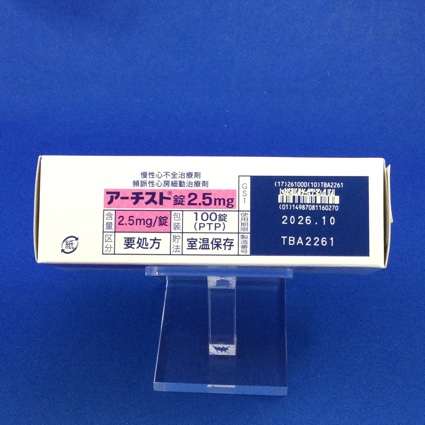 慢性心不全治療剤
頻脈性心房細動治療剤
アーチスト®錠2.5mg
含量 2.5mg/錠 包装 100錠(PTP)
区分 要処方 貯法 室温保存
GS1
使用期限
製造番号
(17)261000(10)TBA2261
(01)14987081160270
2026.10
TBA2261
紙